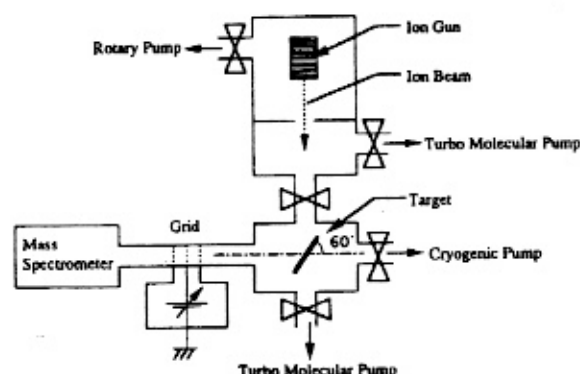 Ion Gun
Rotary Pump
Ion Beam
Turbo Molecular Pump
Target
Grid
60°
Mass
Spectrometer
Cryogenic Pump
Turbo Molecular Pump